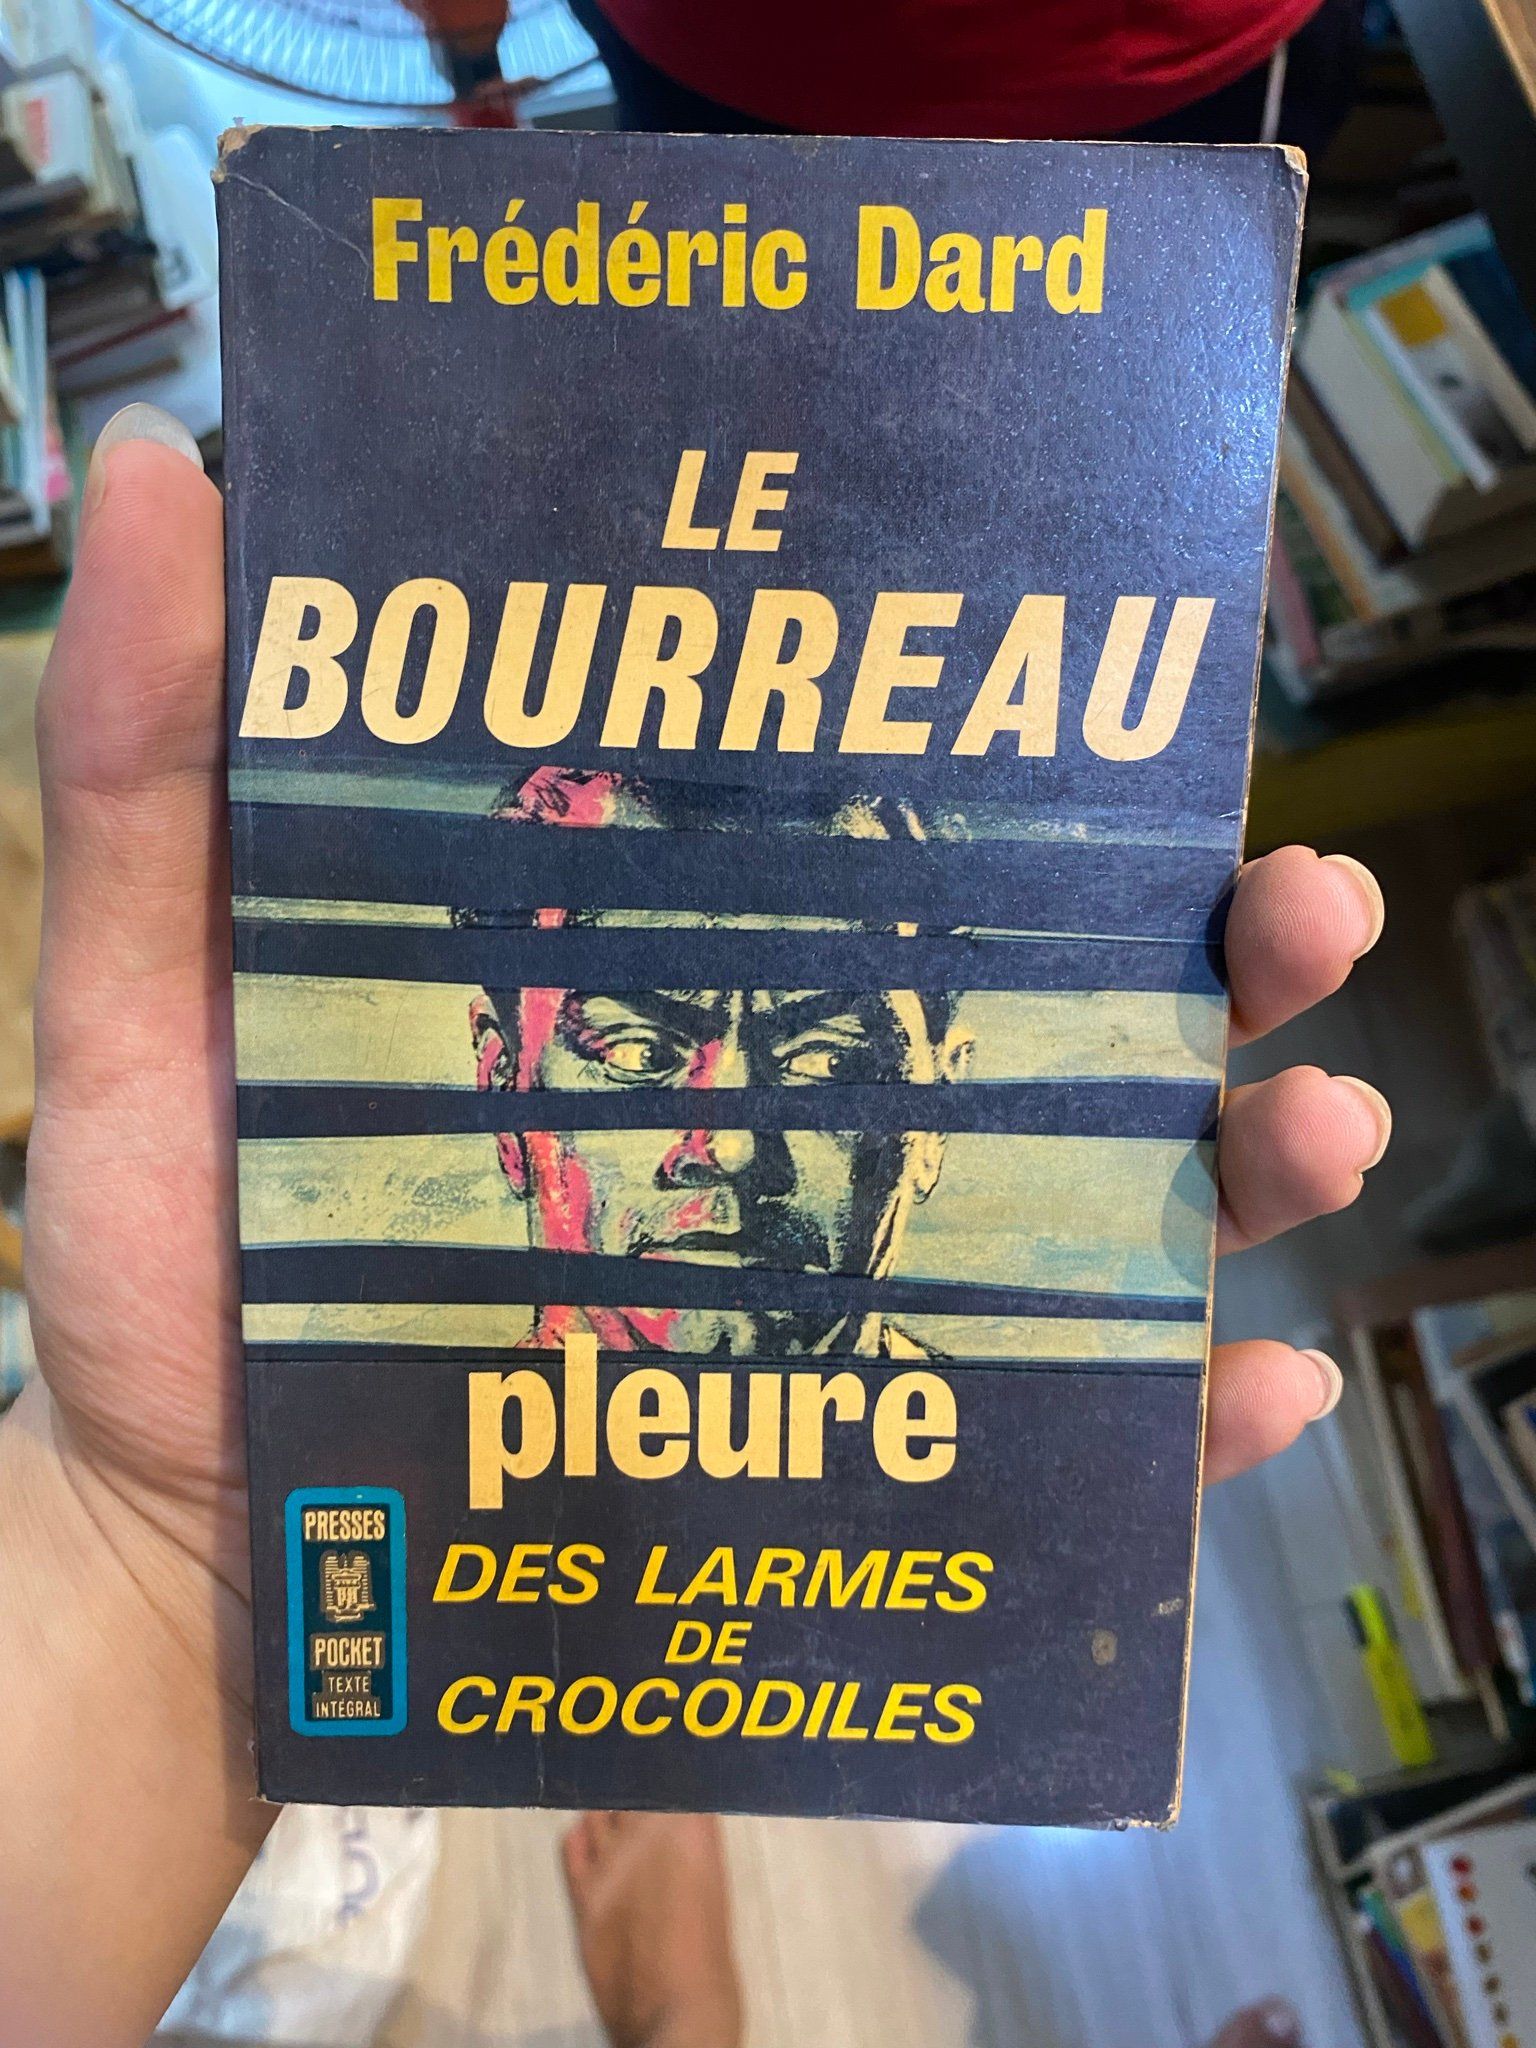 Frédéric Dard
LE
BOURREAU
pleure
DES LARMES
DE
CROCODILES
PRESSES
POCKET
TEXTE
INTÉGRAL